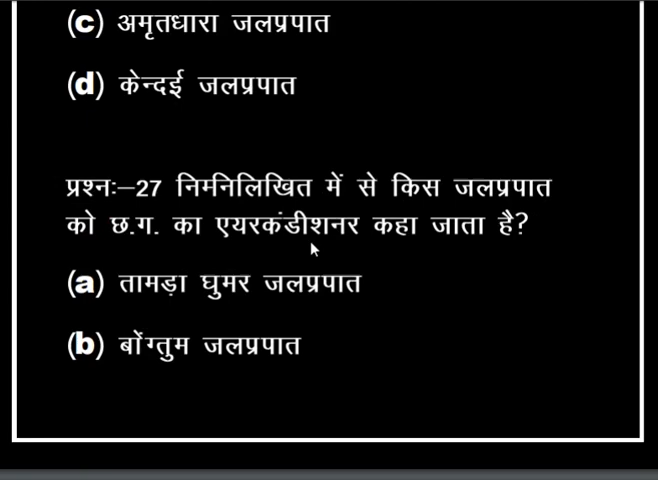 (c) अमृतधारा जलप्रपात
(d) केन्दई जलप्रपात
प्रश्नः–27 निर्मनिलिखित में से किस जलप्रपात
को छ.ग. का एयरकंडीशनर कहा जाता है?
(a) तामड़ा घुमर जलप्रपात
(b) बोंग्तुम जलप्रपात